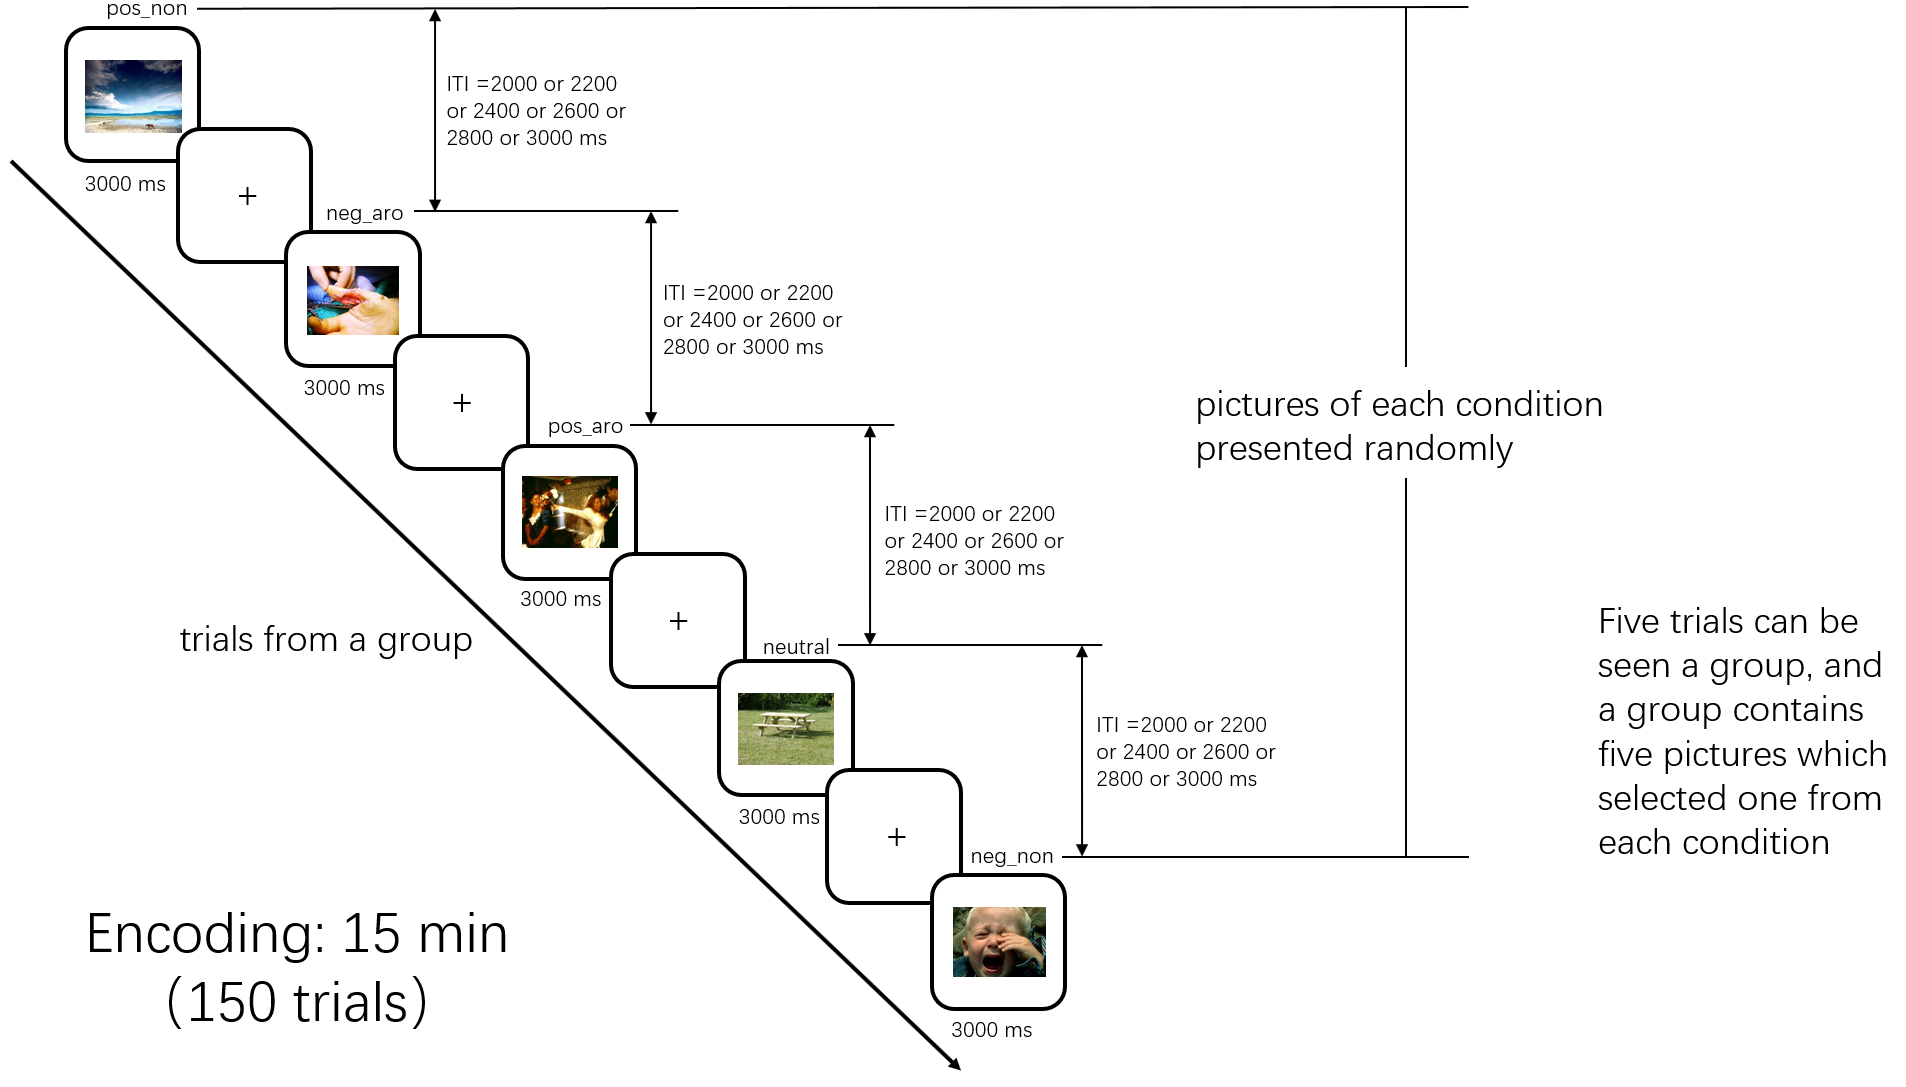 pos_non
ITI =2000 or 2200
or 2400 or 2600 or
2800 or 3000 ms
3000 ms
+
neg_aro
ITI =2000 or 2200
or 2400 or 2600 or
2800 or 3000 ms
3000 ms
+
pos_aro
pictures of each condition
presented randomly
ITI =2000 or 2200
or 2400 or 2600 or
2800 or 3000 ms
3000 ms
+
trials from a group
neutral
Five trials can be
seen a group, and
a group contains
five pictures which
selected one from
each condition
ITI =2000 or 2200
or 2400 or 2600 or
2800 or 3000 ms
3000 ms
+
neg_non
3000 ms
Encoding: 15 min
(150 trials)